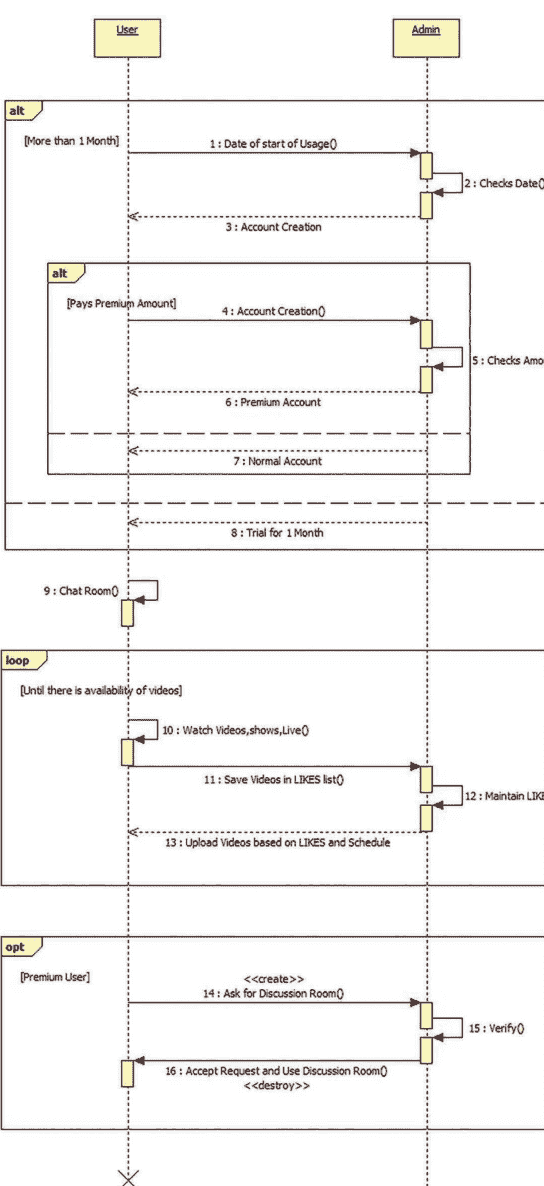 User
Admin
alt
[More than 1 Month]
1 : Date of start of Usage()
2 : Checks Date()
3 : Account Creation
alt
[Pays Premium Amount]
4 : Account Creation()
5 : Checks Amo
6 : Premium Account
7 : Normal Account
8 : Trial for 1 Month
9 : Chat Room()
loop
[Until there is availability of videos]
10 : Watch Videos,shows,Live()
11 : Save Videos in LIKES list()
12 : Maintain LIKE
13 : Upload Videos based on LIKES and Schedule
opt
[Premium User]
<<create>>
14 : Ask for Discussion Room()
15 : Verify()
16 : Accept Request and Use Discussion Room()
<<destroy>>